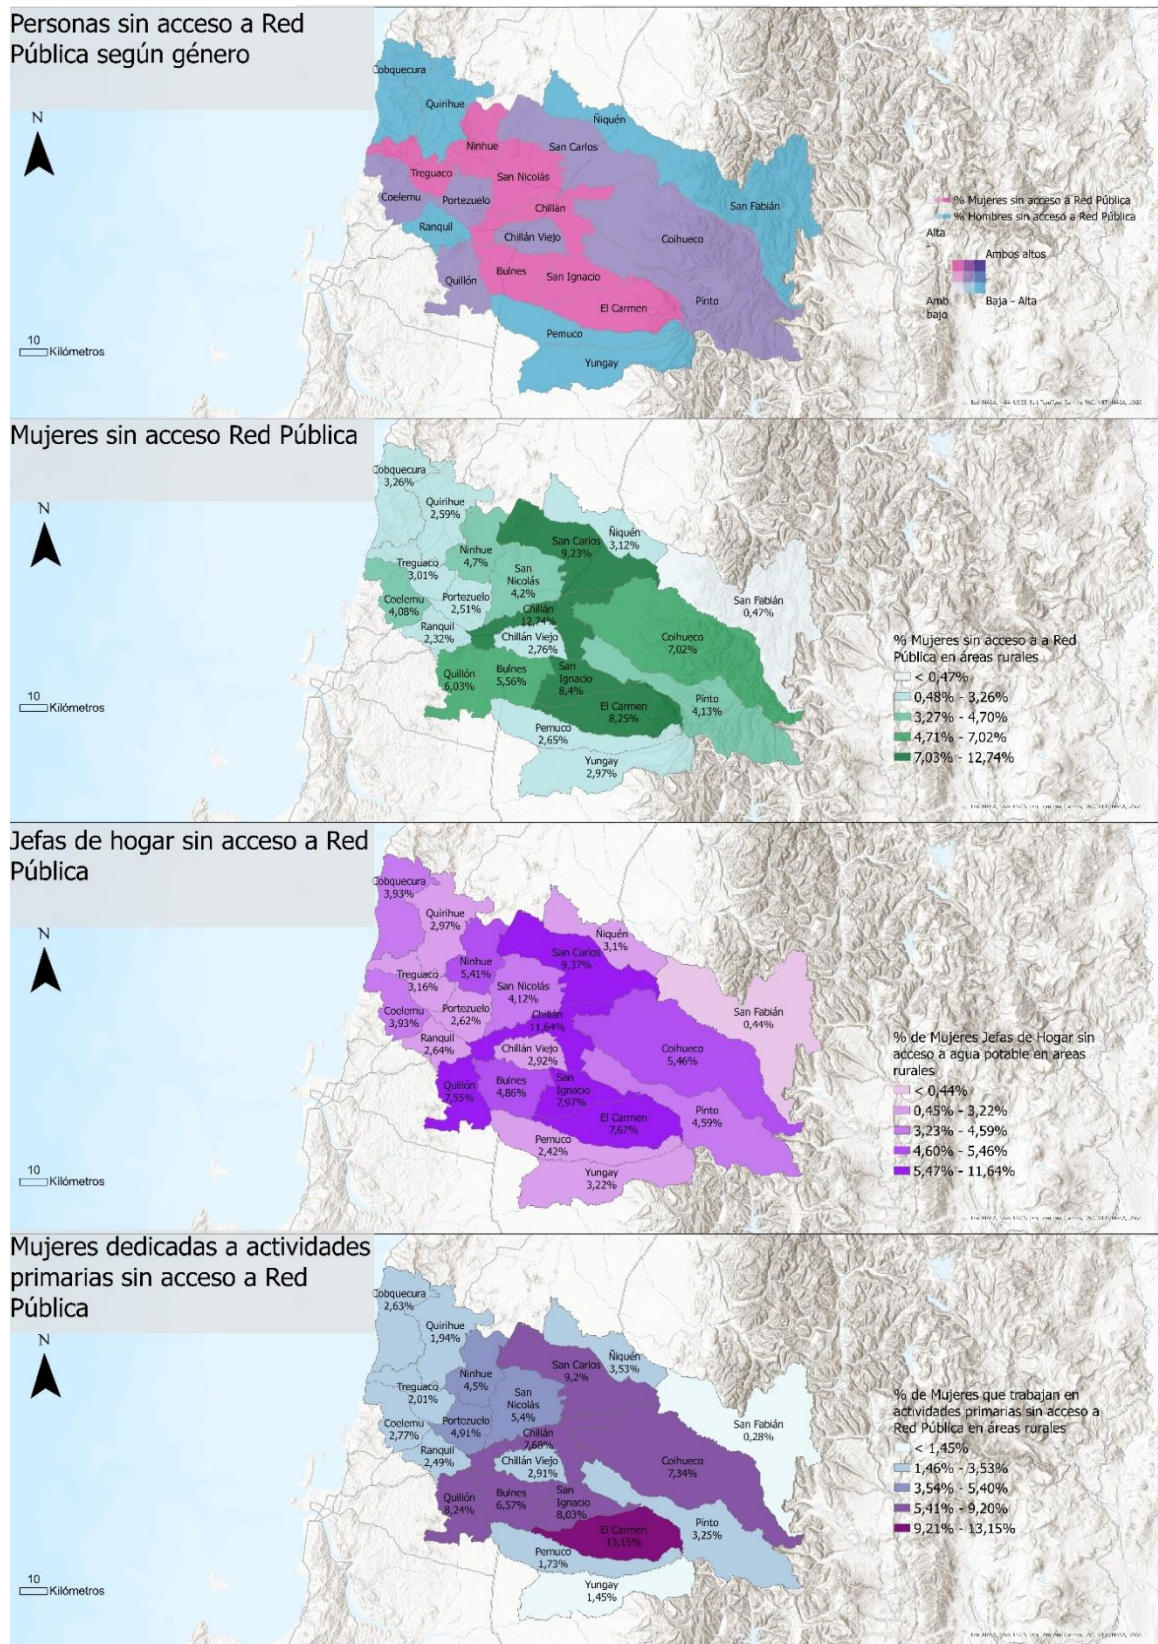 Personas sin acceso a Red
Pública según género
N
10
Kilómetros
Cobquecura
Quirihue
Ñiquén
Ninhue
San Carlos
Treguaco
San Nicolás
Coelemu
Portezuelo
Chillán
San Fabián
Ranquil
Chillán Viejo
Coihueco
Quillón
Bulnes
San Ignacio
El Carmen
Pinto
Pemuco
Yungay
% Mujeres sin acceso a Red Pública
% Hombres sin acceso a Red Pública
Alta
-
Ambos altos
Amb
bajo
Baja - Alta
Mujeres sin acceso Red Pública
N
10
Kilómetros
Cobquecura
3,26%
Quirihue
2,59%
Ñiquén
3,12%
San Carlos
9,23%
Ninhue
4,7%
Treguaco
3,01%
San
Nicolás
4,2%
Coelemu
4,08%
Portezuelo
2,51%
San Fabián
0,47%
Chillán
12,74%
Ranquil
2,32%
Chillán Viejo
2,76%
Coihueco
7,02%
Quillón
6,03%
Bulnes
5,56%
San
Ignacio
8,4%
El Carmen
8,25%
Pinto
4,13%
Pemuco
2,65%
Yungay
2,97%
% Mujeres sin acceso a a Red
Pública en áreas rurales
< 0,47%
0,48% - 3,26%
3,27% - 4,70%
4,71% - 7,02%
7,03% - 12,74%
Jefas de hogar sin acceso a Red
Pública
N
10
Kilómetros
Cobquecura
3,93%
Quirihue
2,97%
Ñiquén
3,1%
San Carlos
9,37%
Ninhue
5,41%
Treguaco
3,16%
San Nicolás
4,12%
Coelemu
3,93%
Portezuelo
2,62%
San Fabián
0,44%
Chillán
11,64%
Ranquil
2,64%
Chillán Viejo
2,92%
Coihueco
5,46%
Quillón
7,55%
Bulnes
4,86%
San
Ignacio
7,97%
El Carmen
7,67%
Pinto
4,59%
Pemuco
2,42%
Yungay
3,22%
% de Mujeres Jefas de Hogar sin
acceso a agua potable en areas
rurales
< 0,44%
0,45% - 3,22%
3,23% - 4,59%
4,60% - 5,46%
5,47% - 11,64%
Mujeres dedicadas a actividades
primarias sin acceso a Red
Pública
N
10
Kilómetros
Cobquecura
2,63%
Quirihue
1,94%
Ñiquén
3,53%
San Carlos
9,2%
Ninhue
4,5%
Treguaco
2,01%
San
Nicolás
5,4%
Coelemu
2,77%
Portezuelo
4,91%
San Fabián
0,28%
Chillán
7,68%
Ranquil
2,49%
Chillán Viejo
2,91%
Coihueco
7,34%
Quillón
8,24%
Bulnes
6,57%
San
Ignacio
8,03%
El Carmen
13,15%
Pinto
3,25%
Pemuco
1,73%
Yungay
1,45%
% de Mujeres que trabajan en
actividades primarias sin acceso a
Red Pública en áreas rurales
< 1,45%
1,46% - 3,53%
3,54% - 5,40%
5,41% - 9,20%
9,21% - 13,15%